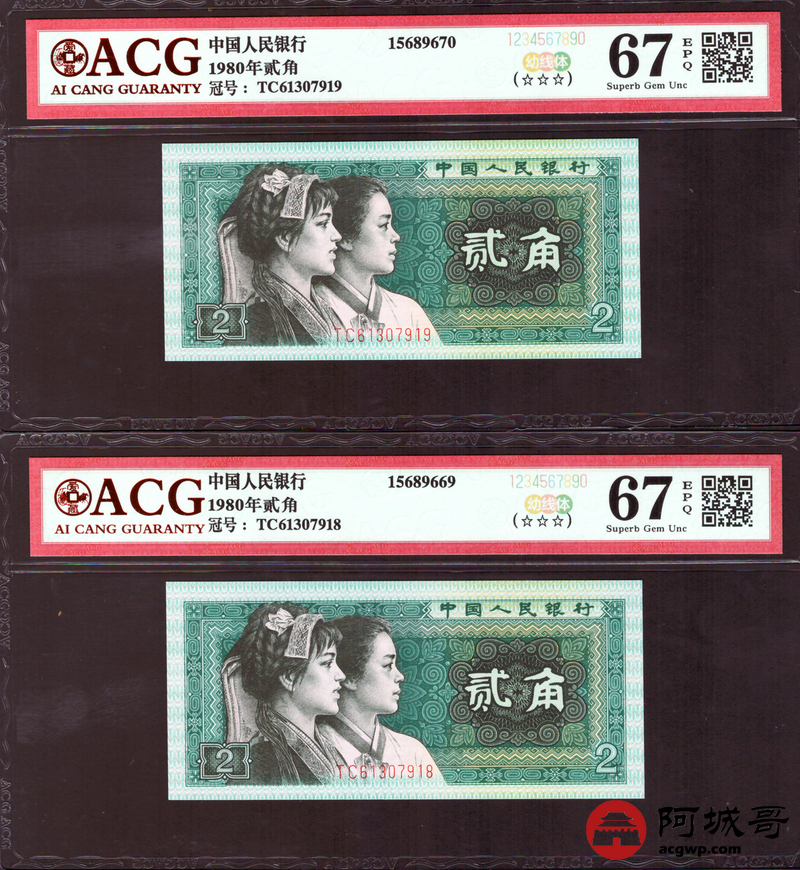 ACG
AI CANG GUARANTY
中国人民银行
1980年贰角
冠号： TC61307919
15689670
1234567890
幼线体
(☆☆☆)
67
EPQ
Superb Gem Unc
中国人民银行
贰角
2
TC61307919
2
ACG
AI CANG GUARANTY
中国人民银行
1980年贰角
冠号： TC61307918
15689669
1234567890
幼线体
(☆☆☆)
67
EPQ
Superb Gem Unc
中国人民银行
贰角
2
TC61307918
2
阿城哥
acgwp.com